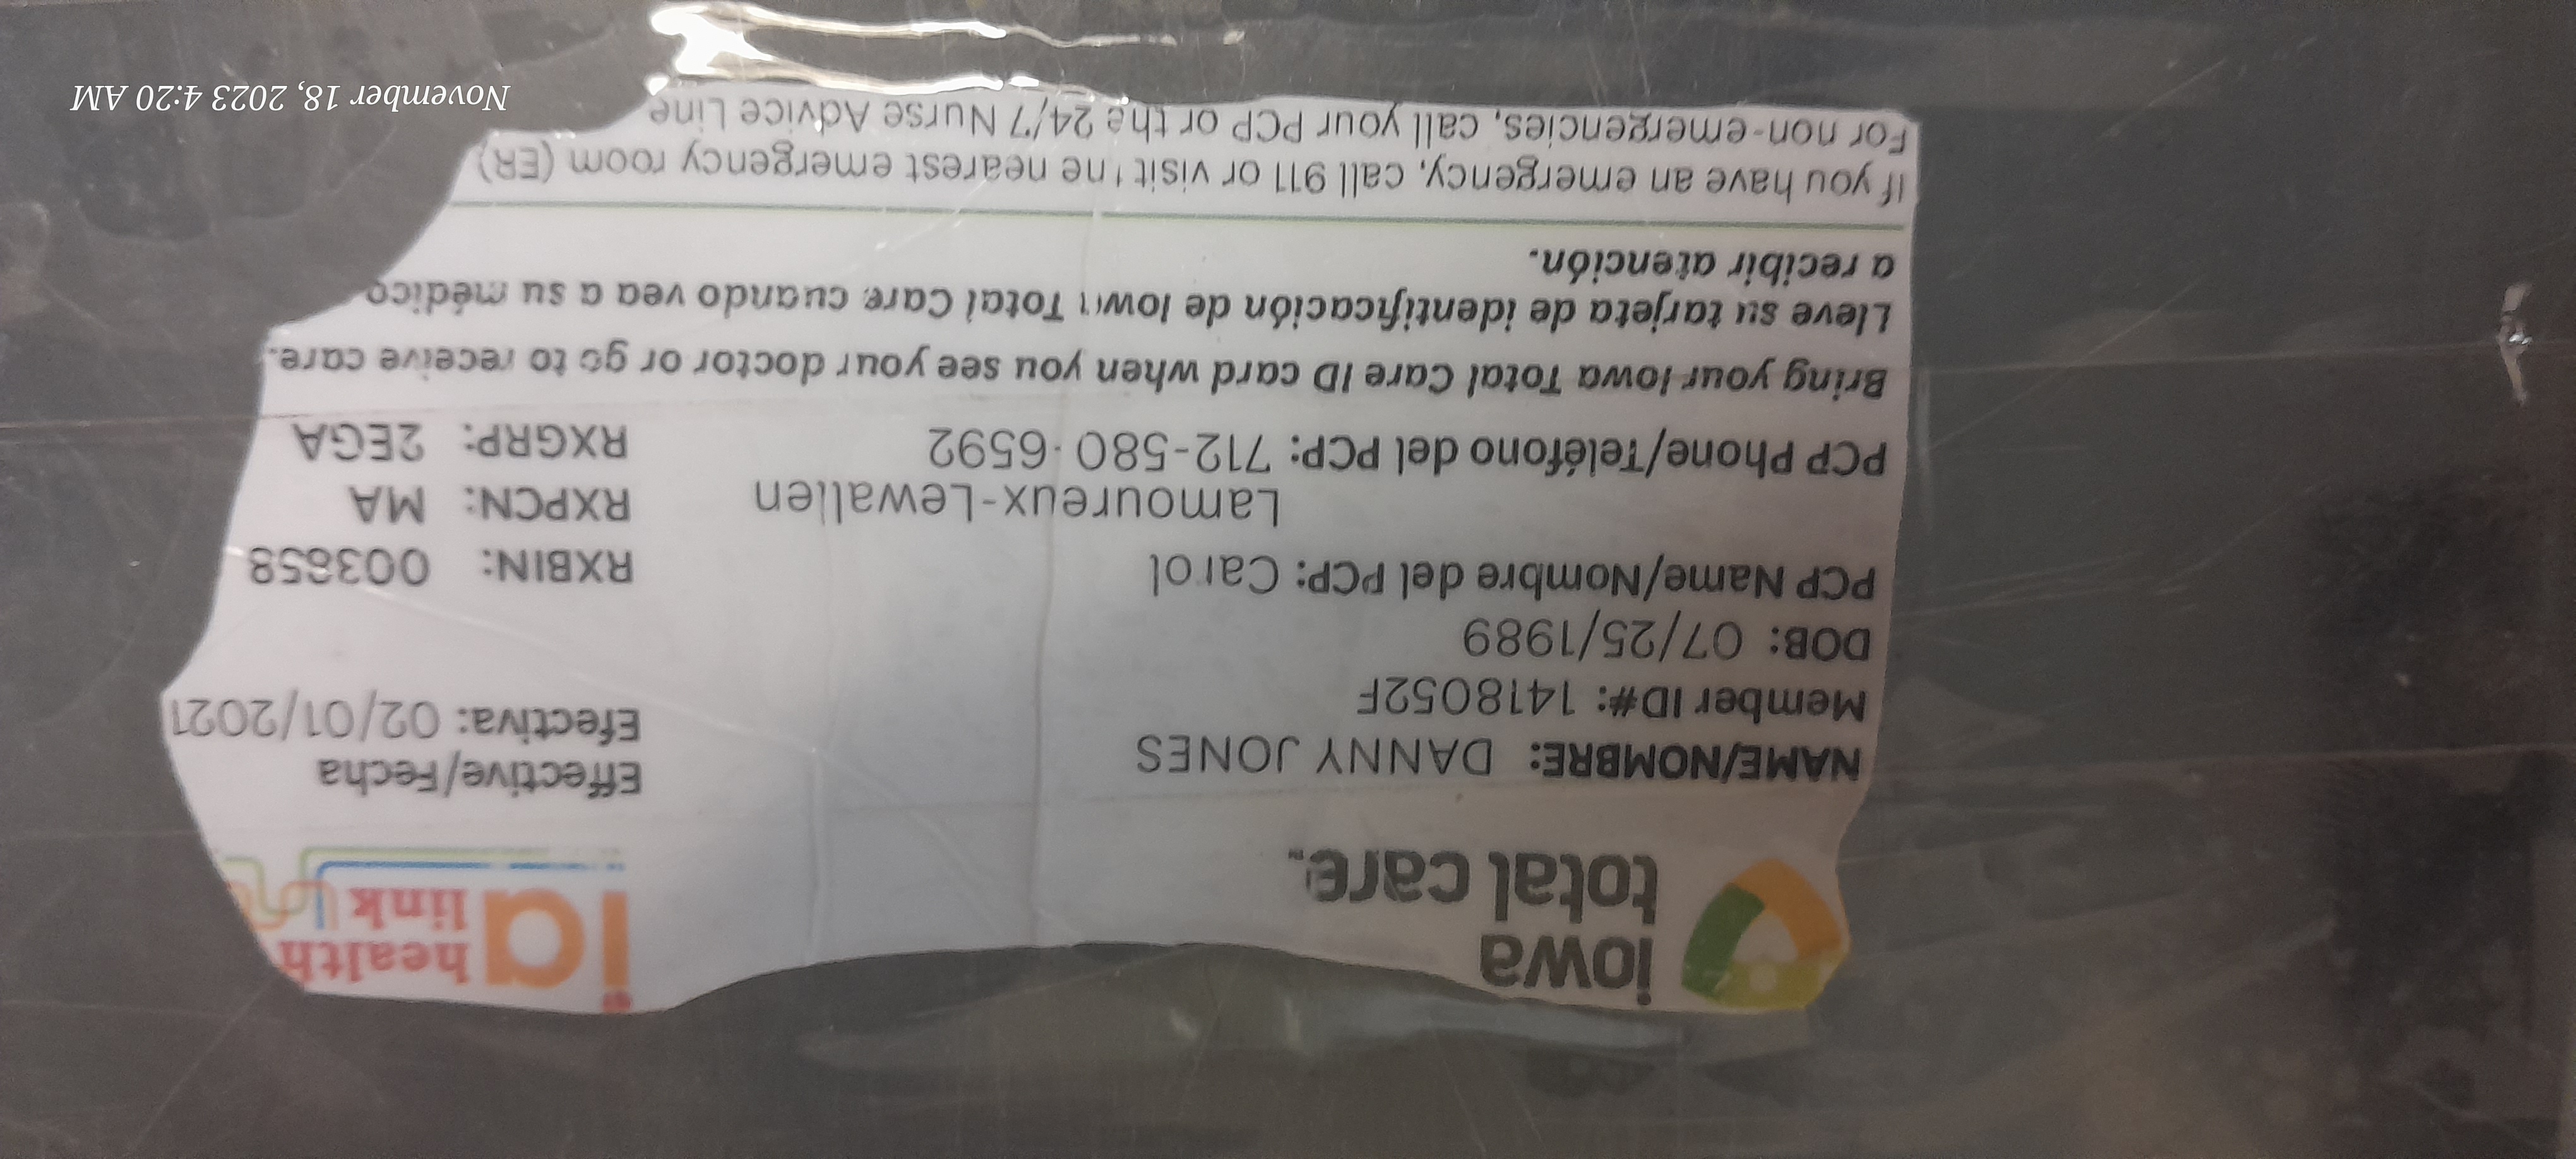 iowa
total care.
ia health
link
NAME/NOMBRE: DANNY JONES
Member ID#: 1418052F
DOB: 07/25/1989
PCP Name/Nombre del PCP: Carol
Lamoureux-Lewallen
PCP Phone/Teléfono del PCP: 712-580-6592
Effective/Fecha
Efectiva: 02/01/2021
RXBIN: 003858
RXPCN: MA
RXGRP: 2EGA
Bring your Iowa Total Care ID card when you see your doctor or go to receive care.
Lleve su tarjeta de identificación de Iowa Total Care cuando vea a su médico
a recibir atención.
If you have an emergency, call 911 or visit the nearest emergency room (ER)
For non-emergencies, call your PCP or the 24/7 Nurse Advice Line
November 18, 2023 4:20 AM